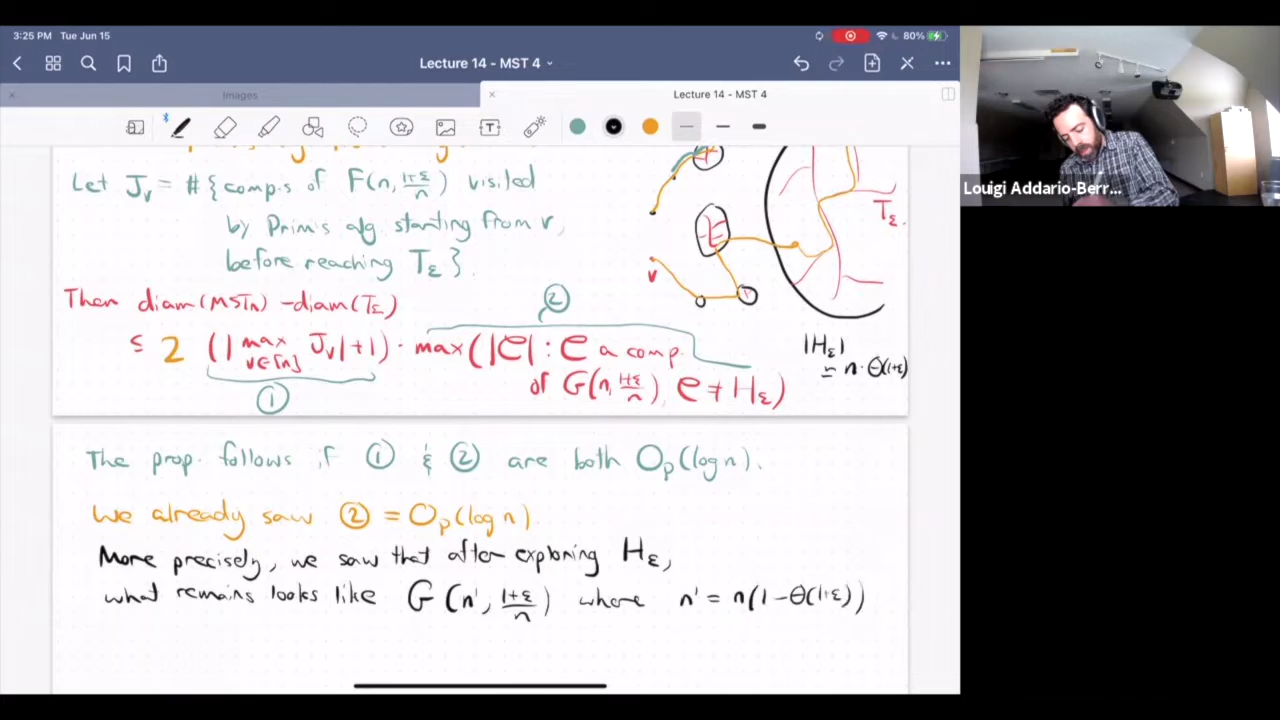 3:25 PM Tue Jun 15
80%
Lecture 14 - MST 4
Images
Lecture 14 - MST 4
Louigi Addario-Berr...
Let J_v = #{comp.s of F(n, (1+ε)/n) visited
by Prim's alg. starting from v,
before reaching T_ε}.
T_ε.
v
Then diam(MST_n) - diam(T_ε)
②
≤ 2 (|max_{v∈[n]} J_v|+1) · max(|C| : C a comp.
of G(n, (1+ε)/n), C ≠ H_ε)
①
|H_ε|
≃ n·θ(1+ε)
The prop. follows if ① & ② are both O_p(log n).
We already saw ② = O_p(log n)
More precisely, we saw that after exploring H_ε,
what remains looks like G(n', (1+ε)/n) where n' = n(1-θ(1+ε))